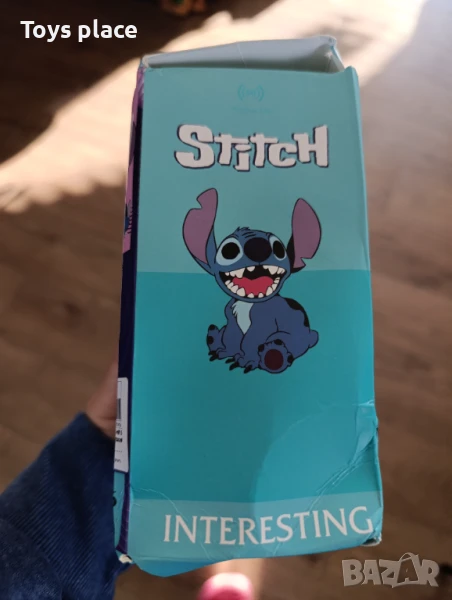 Toys place
STITCH
INTERESTING
BAZAR